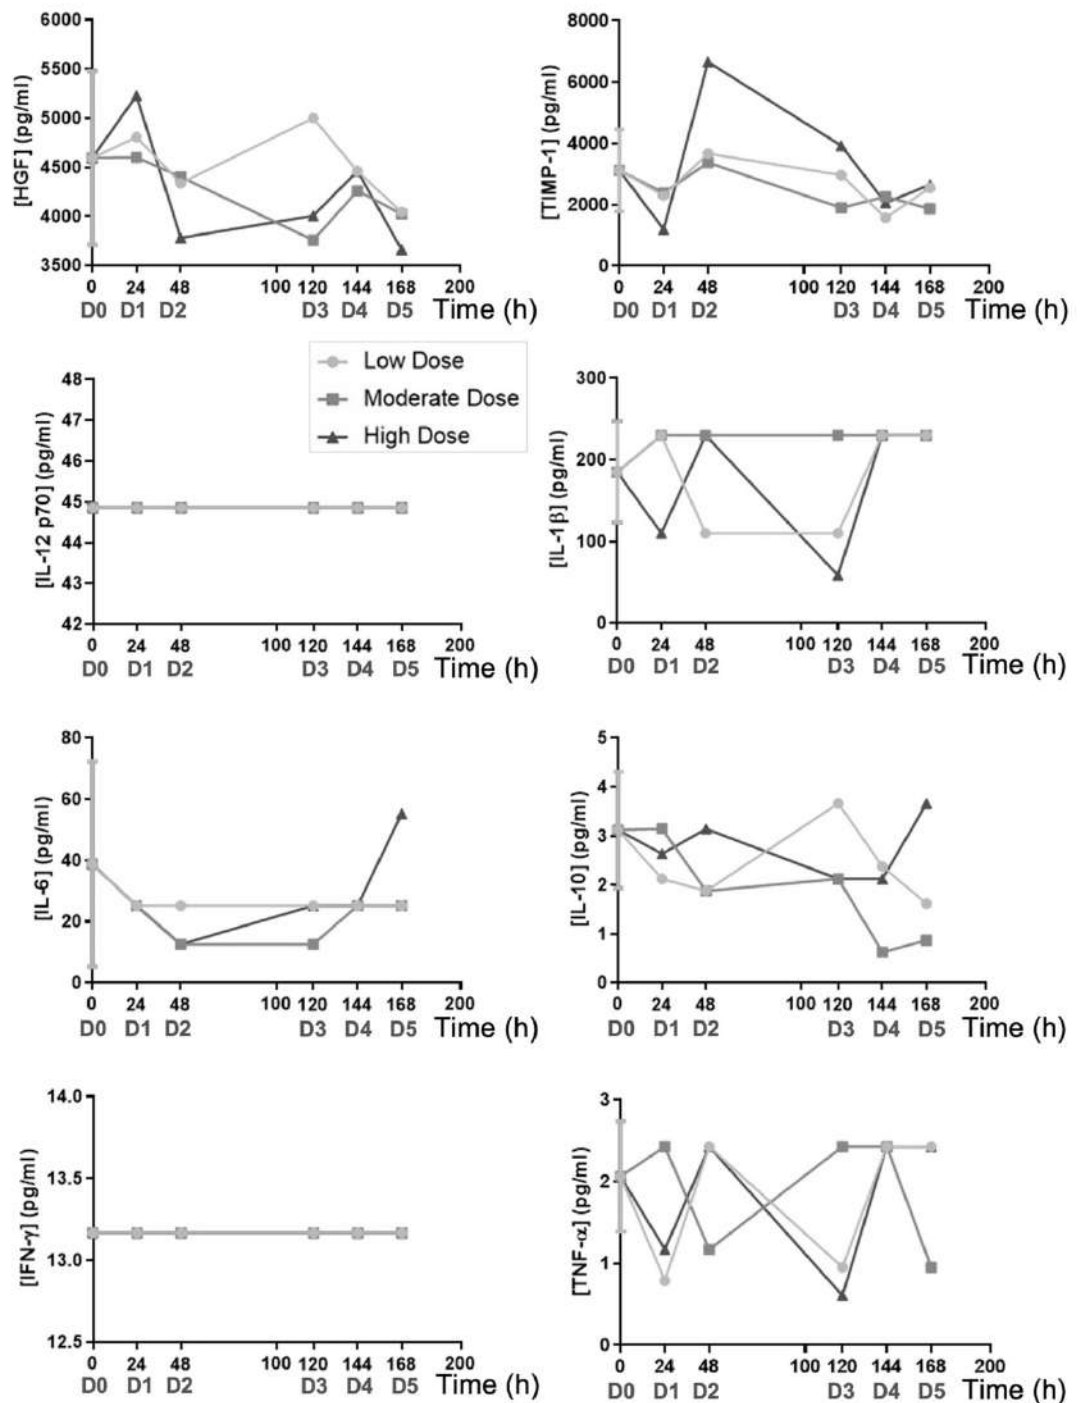 [HGF] (pg/ml)
6000
5500
5000
4500
4000
3500
0 24 48 100 120 144 168 200
D0 D1 D2 D3 D4 D5 Time (h)
[TIMP-1] (pg/ml)
8000
6000
4000
2000
0
0 24 48 100 120 144 168 200
D0 D1 D2 D3 D4 D5 Time (h)
Low Dose
Moderate Dose
High Dose
[IL-12 p70] (pg/ml)
48
47
46
45
44
43
42
0 24 48 100 120 144 168 200
D0 D1 D2 D3 D4 D5 Time (h)
[IL-1β] (pg/ml)
300
200
100
0
0 24 48 100 120 144 168 200
D0 D1 D2 D3 D4 D5 Time (h)
[IL-6] (pg/ml)
80
60
40
20
0
0 24 48 100 120 144 168 200
D0 D1 D2 D3 D4 D5 Time (h)
[IL-10] (pg/ml)
5
4
3
2
1
0
0 24 48 100 120 144 168 200
D0 D1 D2 D3 D4 D5 Time (h)
[IFN-γ] (pg/ml)
14.0
13.5
13.0
12.5
0 24 48 100 120 144 168 200
D0 D1 D2 D3 D4 D5 Time (h)
[TNF-α] (pg/ml)
3
2
1
0
0 24 48 100 120 144 168 200
D0 D1 D2 D3 D4 D5 Time (h)